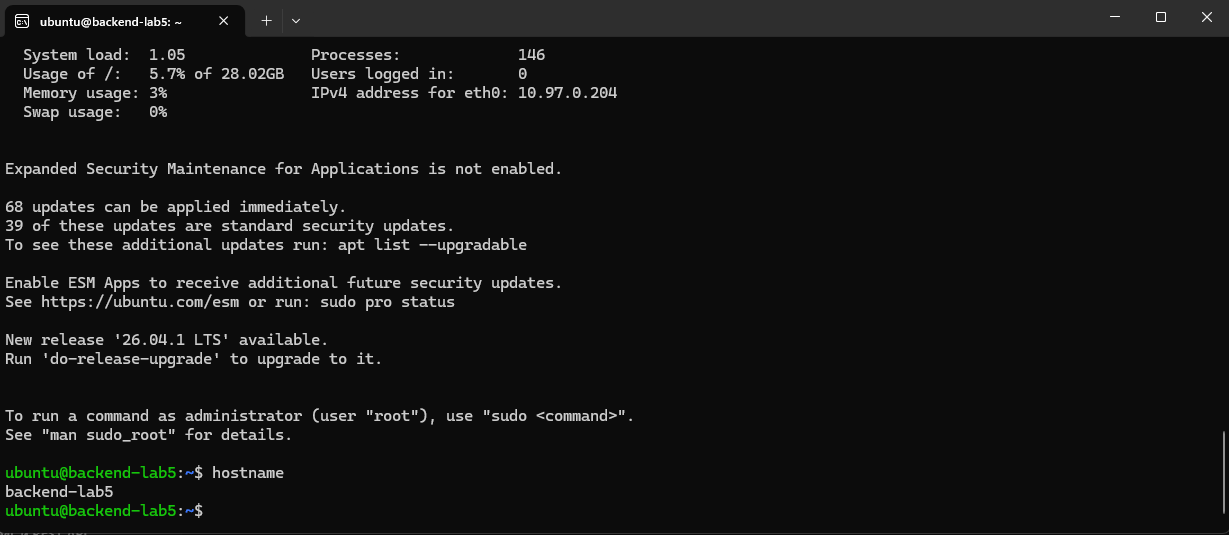 ubuntu@backend-lab5: ~
System load:  1.05              Processes:             146
Usage of /:   5.7% of 28.02GB   Users logged in:       0
Memory usage: 3%                IPv4 address for eth0: 10.97.0.204
Swap usage:   0%
Expanded Security Maintenance for Applications is not enabled.
68 updates can be applied immediately.
39 of these updates are standard security updates.
To see these additional updates run: apt list --upgradable
Enable ESM Apps to receive additional future security updates.
See https://ubuntu.com/esm or run: sudo pro status
New release '26.04.1 LTS' available.
Run 'do-release-upgrade' to upgrade to it.
To run a command as administrator (user "root"), use "sudo <command>".
See "man sudo_root" for details.
ubuntu@backend-lab5:~$ hostname
backend-lab5
ubuntu@backend-lab5:~$